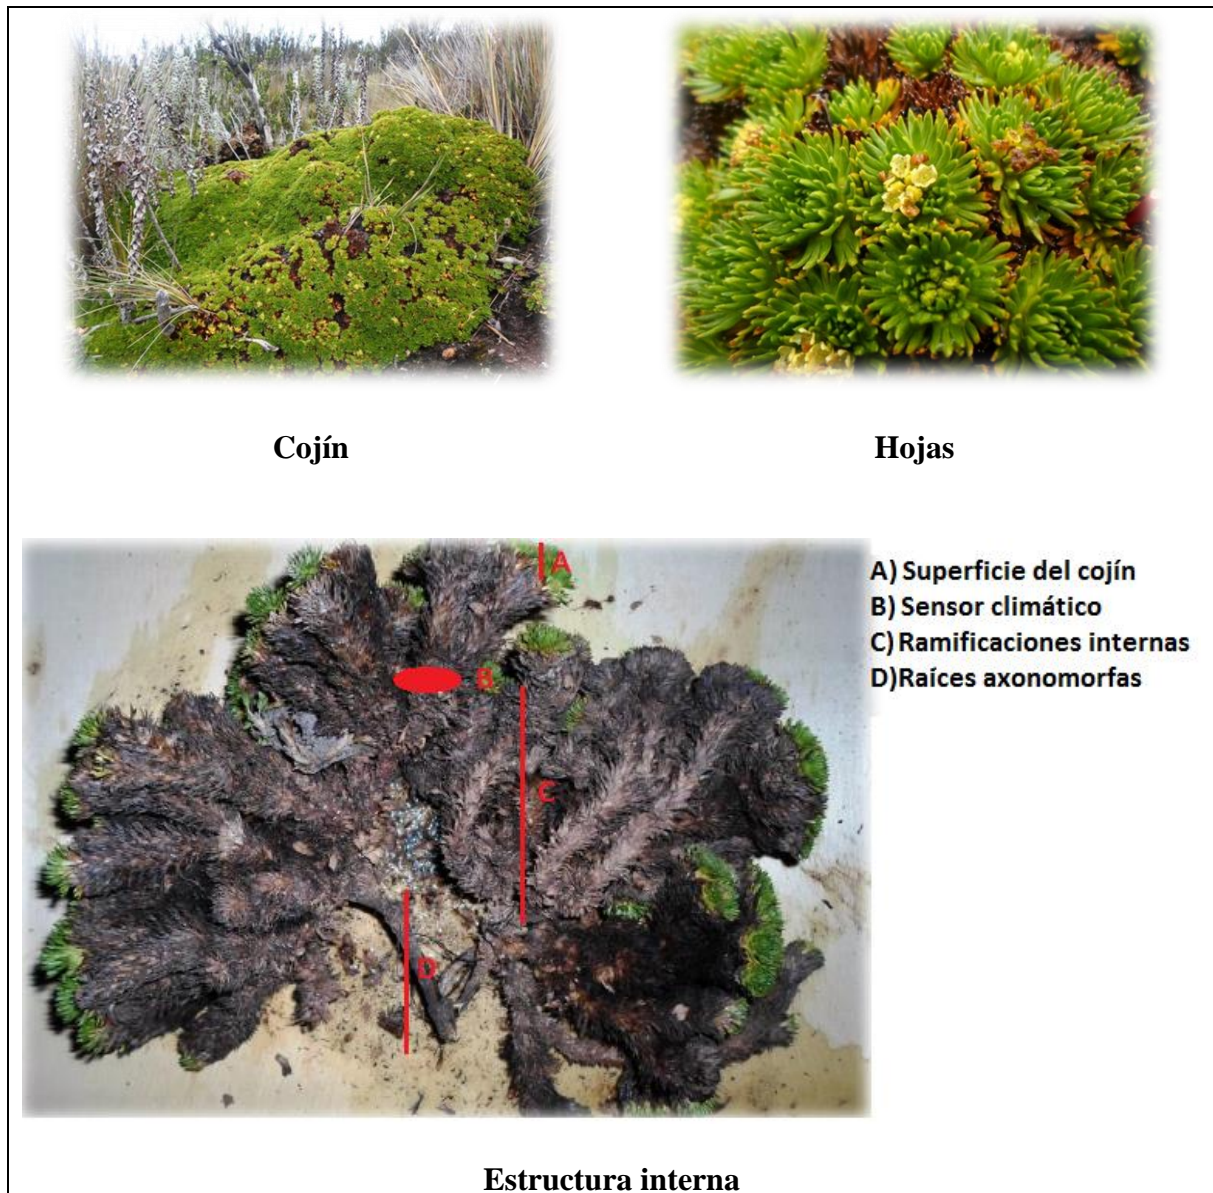 Cojín
Hojas
A
B
C
D
A) Superficie del cojín
B) Sensor climático
C) Ramificaciones internas
D)Raíces axonomorfas
Estructura interna